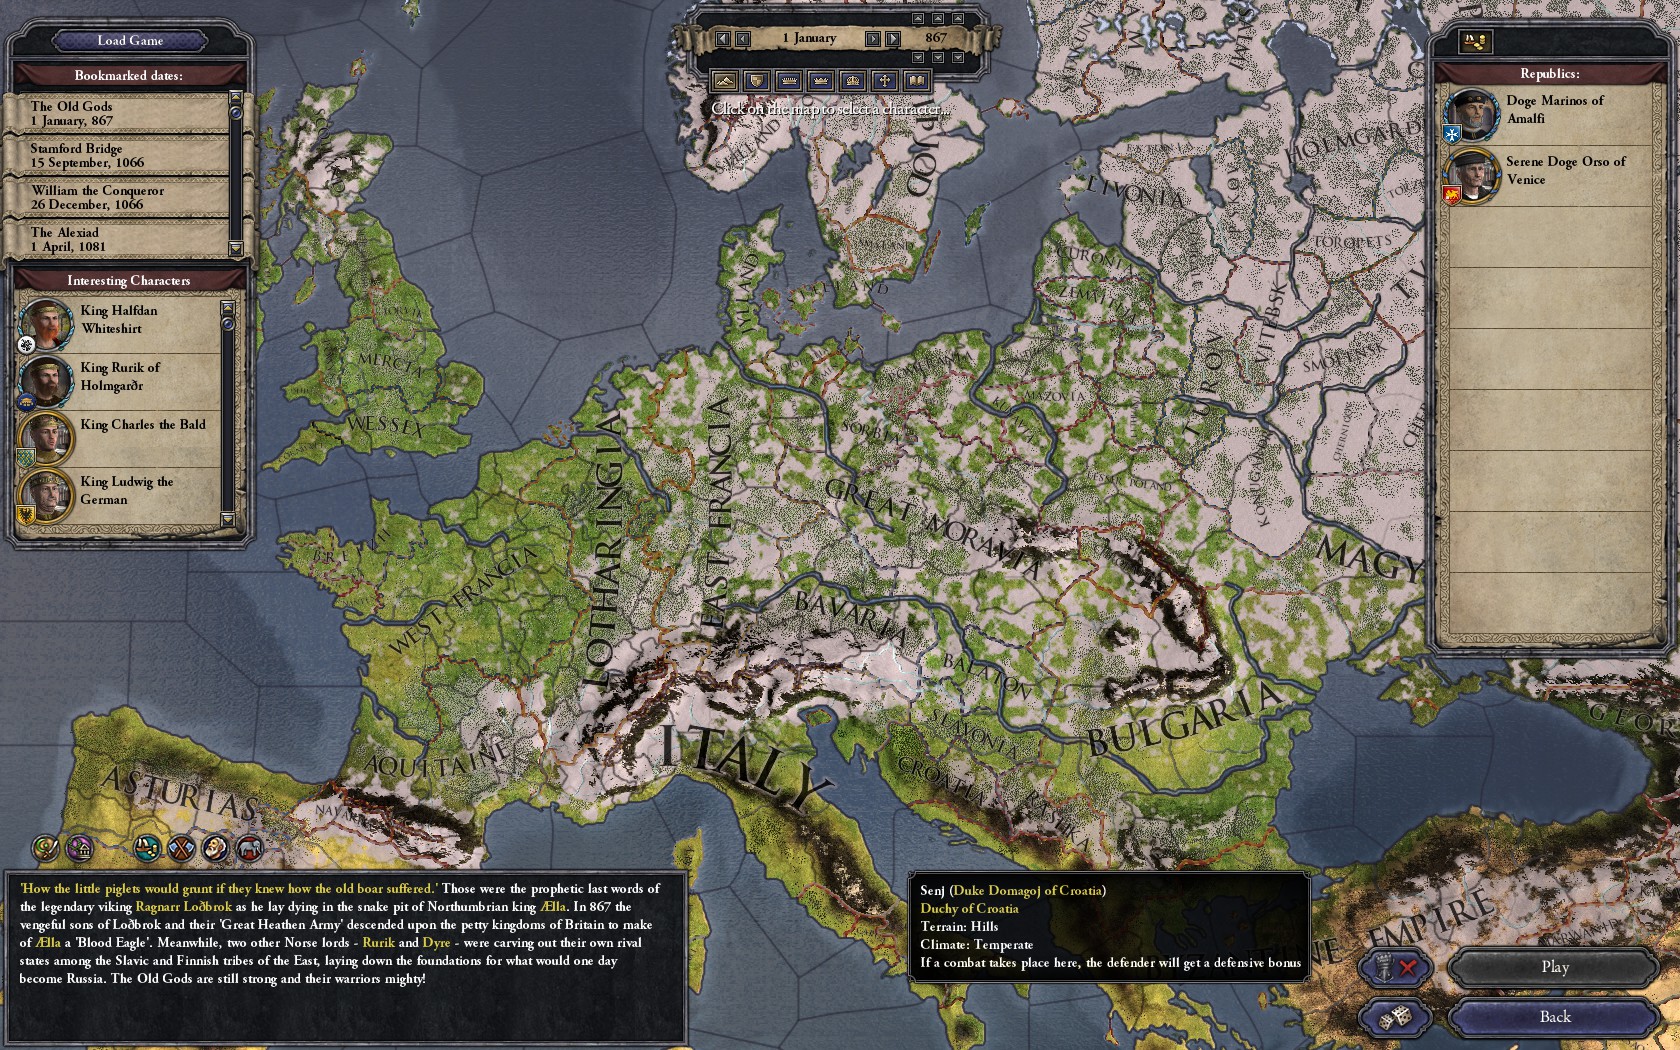 Load Game
Bookmarked dates:
The Old Gods
1 January, 867
Stamford Bridge
15 September, 1066
William the Conqueror
26 December, 1066
The Alexiad
1 April, 1081
Interesting Characters
King Halfdan
Whiteshirt
King Rurik of
Holmgarðr
King Charles the Bald
King Ludwig the
German
1 January
867
Click on the map to select a character...
Republics:
Doge Marinos of
Amalfi
Serene Doge Orso of
Venice
HOLMGARÐ
LIVONIA
TOROPETS
CURONIA
VITEBSK
SMOLENSK
TUROV
JYLLAND
MERCIA
WESSEX
MAZOVIA
SORBIA
LOTHARINGIA
EAST FRANCIA
GREAT MORAVIA
MAGY
WEST FRANCIA
BAVARIA
BALATON
SLAVONIA
BULGARIA
CROATIA
RASHKA
ITALY
AQUITAINE
ASTURIAS
GEOR
EMPIRE
'How the little piglets would grunt if they knew how the old boar suffered.' Those were the prophetic last words of
the legendary viking Ragnarr Loðbrok as he lay dying in the snake pit of Northumbrian king Ælla. In 867 the
vengeful sons of Loðbrok and their 'Great Heathen Army' descended upon the petty kingdoms of Britain to make
of Ælla a 'Blood Eagle'. Meanwhile, two other Norse lords - Rurik and Dyre - were carving out their own rival
states among the Slavic and Finnish tribes of the East, laying down the foundations for what would one day
become Russia. The Old Gods are still strong and their warriors mighty!
Senj (Duke Domagoj of Croatia)
Duchy of Croatia
Terrain: Hills
Climate: Temperate
If a combat takes place here, the defender will get a defensive bonus
Play
Back